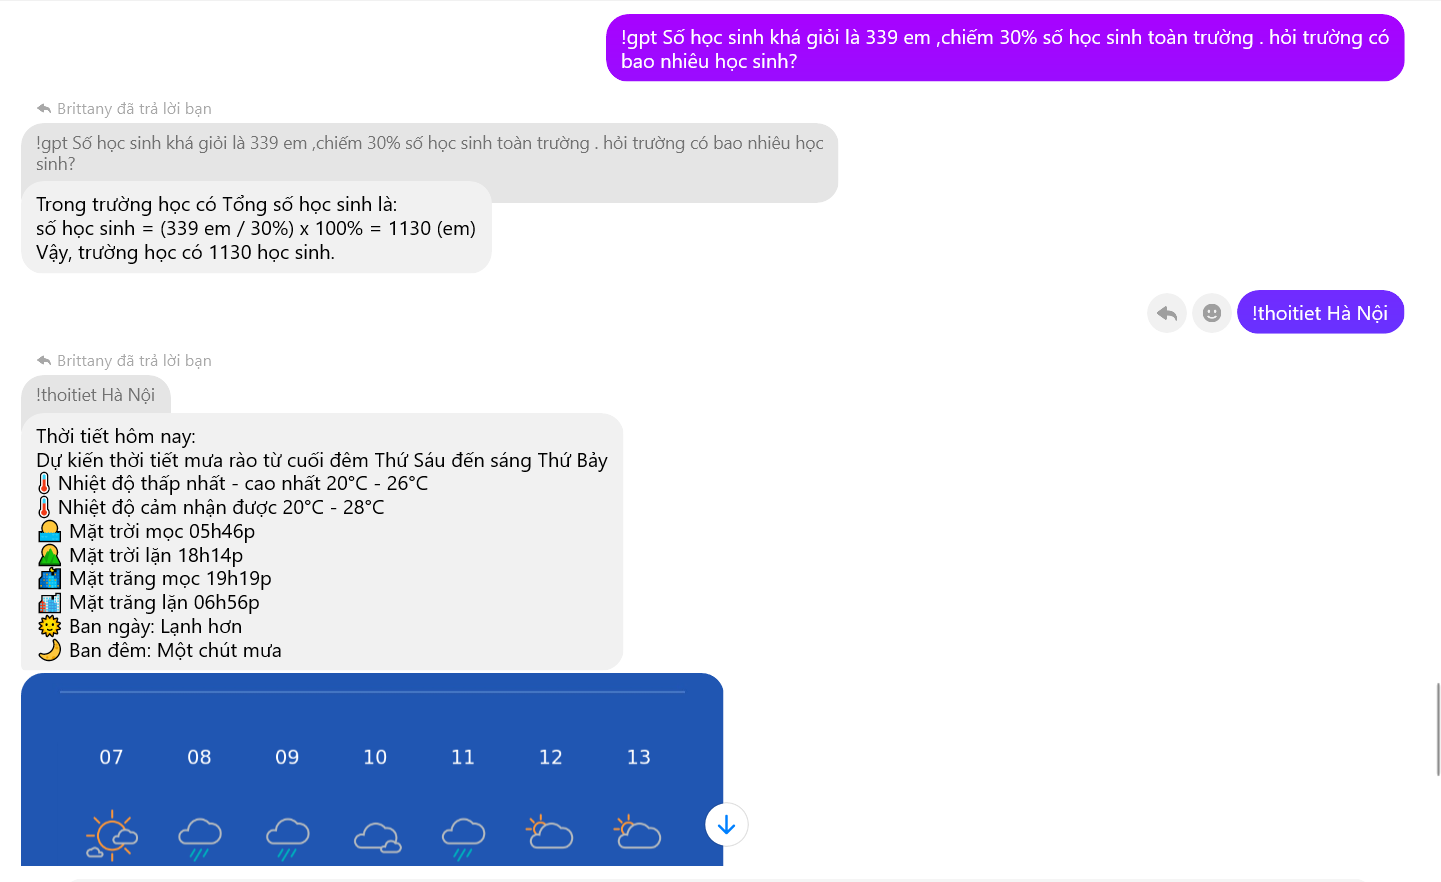 !gpt Số học sinh khá giỏi là 339 em ,chiếm 30% số học sinh toàn trường . hỏi trường có
bao nhiêu học sinh?
Brittany đã trả lời bạn
!gpt Số học sinh khá giỏi là 339 em ,chiếm 30% số học sinh toàn trường . hỏi trường có bao nhiêu học
sinh?
Trong trường học có Tổng số học sinh là:
số học sinh = (339 em / 30%) x 100% = 1130 (em)
Vậy, trường học có 1130 học sinh.
!thoitiet Hà Nội
Brittany đã trả lời bạn
!thoitiet Hà Nội
Thời tiết hôm nay:
Dự kiến thời tiết mưa rào từ cuối đêm Thứ Sáu đến sáng Thứ Bảy
Nhiệt độ thấp nhất - cao nhất 20°C - 26°C
Nhiệt độ cảm nhận được 20°C - 28°C
Mặt trời mọc 05h46p
Mặt trời lặn 18h14p
Mặt trăng mọc 19h19p
Mặt trăng lặn 06h56p
Ban ngày: Lạnh hơn
Ban đêm: Một chút mưa
07 08 09 10 11 12 13